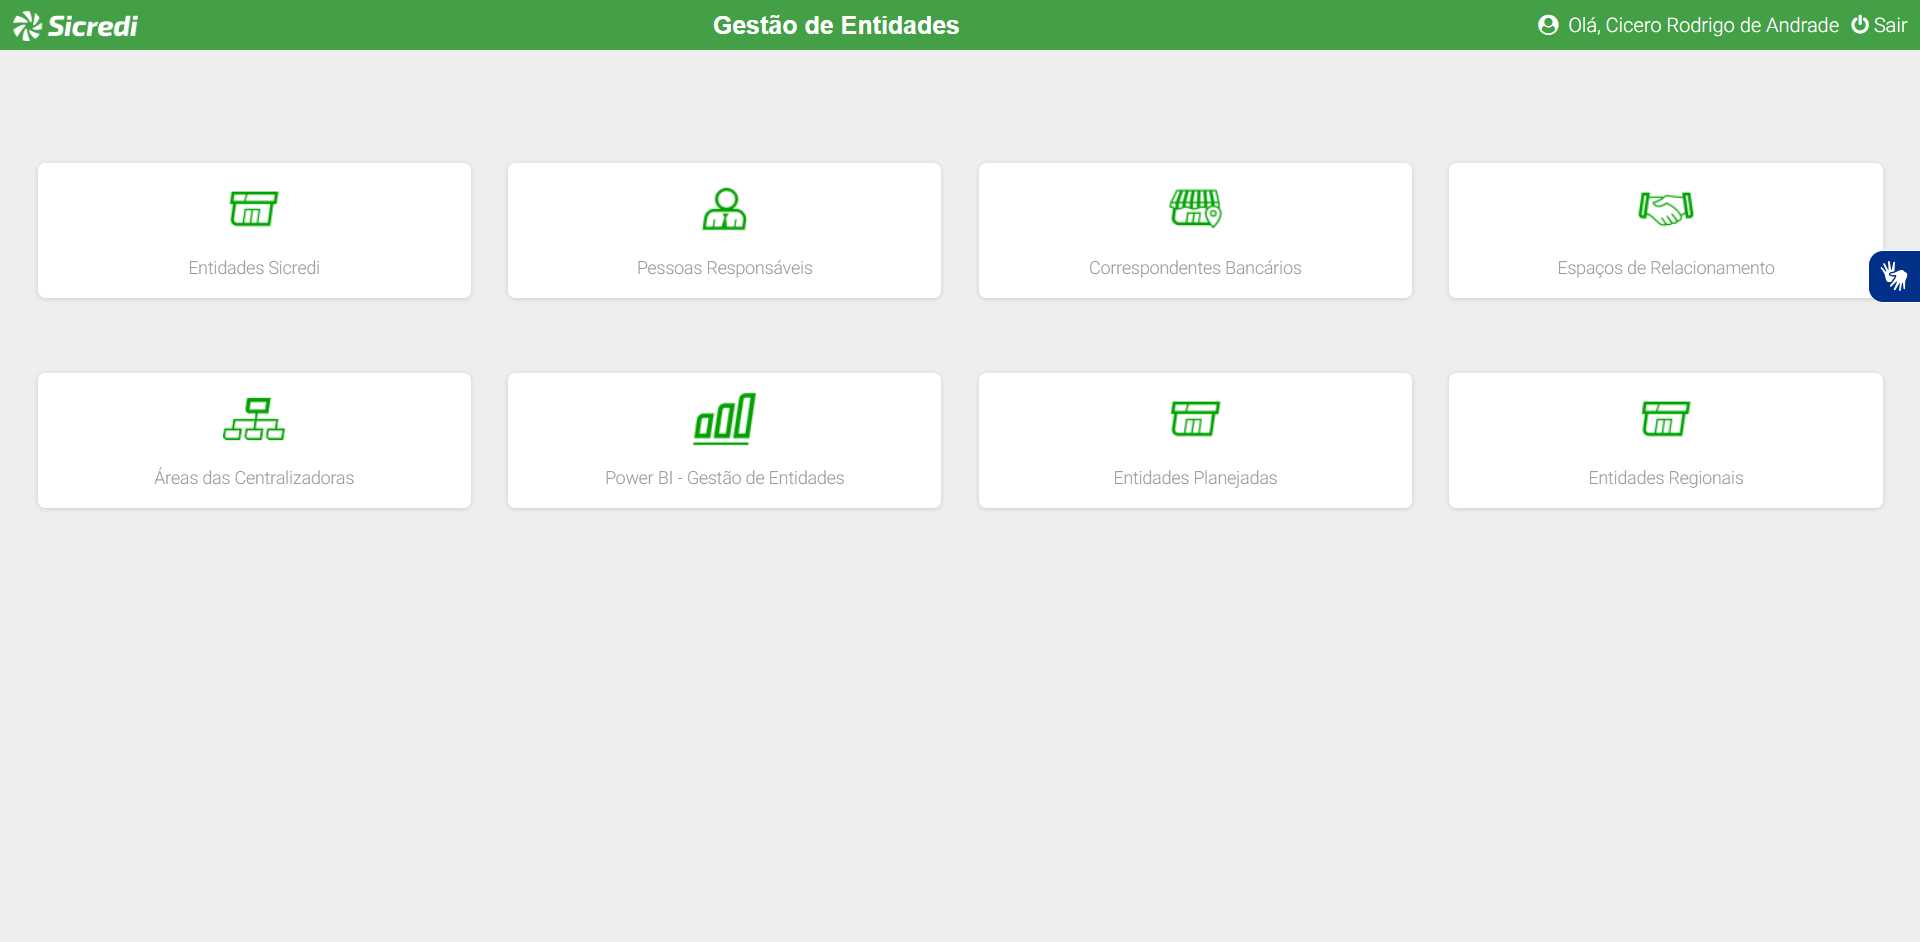 Sicredi
Gestão de Entidades
Olá, Cicero Rodrigo de Andrade
Sair
Entidades Sicredi
Pessoas Responsáveis
Correspondentes Bancários
Espaços de Relacionamento
Áreas das Centralizadoras
Power BI - Gestão de Entidades
Entidades Planejadas
Entidades Regionais